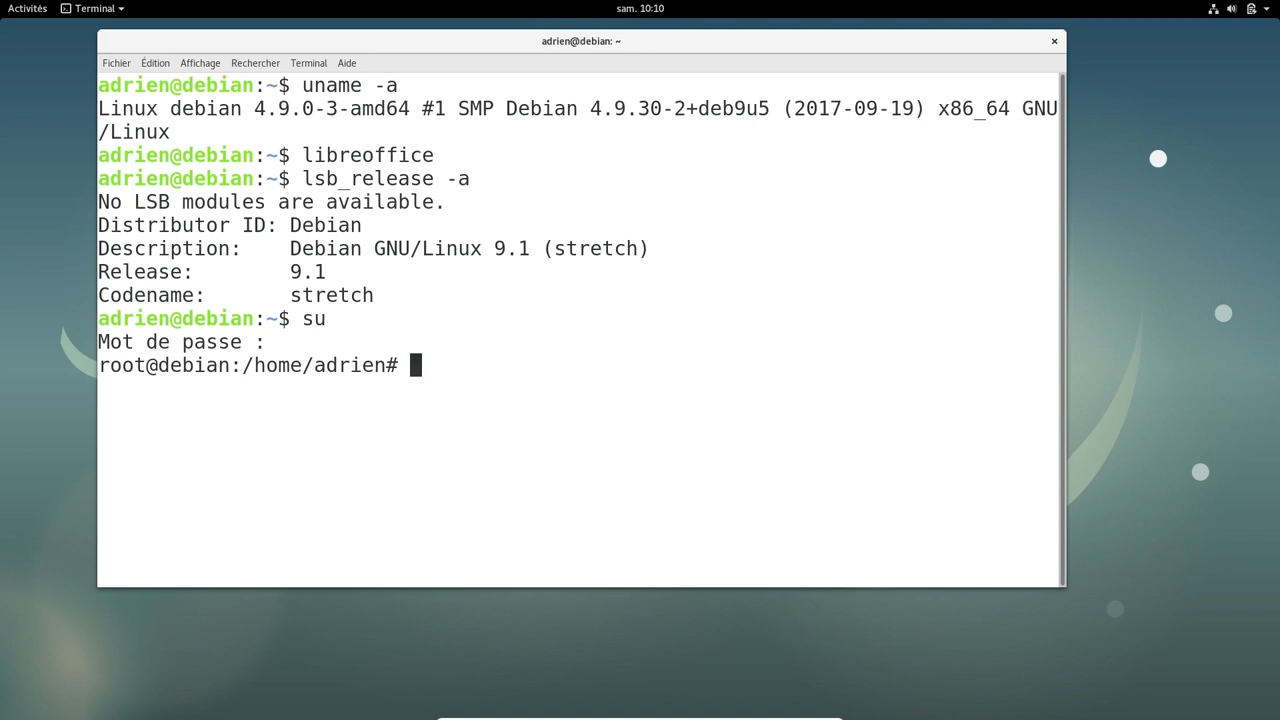 Activités Terminal sam. 10:10
adrien@debian: ~ ×
Fichier Édition Affichage Rechercher Terminal Aide
adrien@debian:~$ uname -a
Linux debian 4.9.0-3-amd64 #1 SMP Debian 4.9.30-2+deb9u5 (2017-09-19) x86_64 GNU
/Linux
adrien@debian:~$ libreoffice
adrien@debian:~$ lsb_release -a
No LSB modules are available.
Distributor ID: Debian
Description:    Debian GNU/Linux 9.1 (stretch)
Release:        9.1
Codename:       stretch
adrien@debian:~$ su
Mot de passe :
root@debian:/home/adrien#